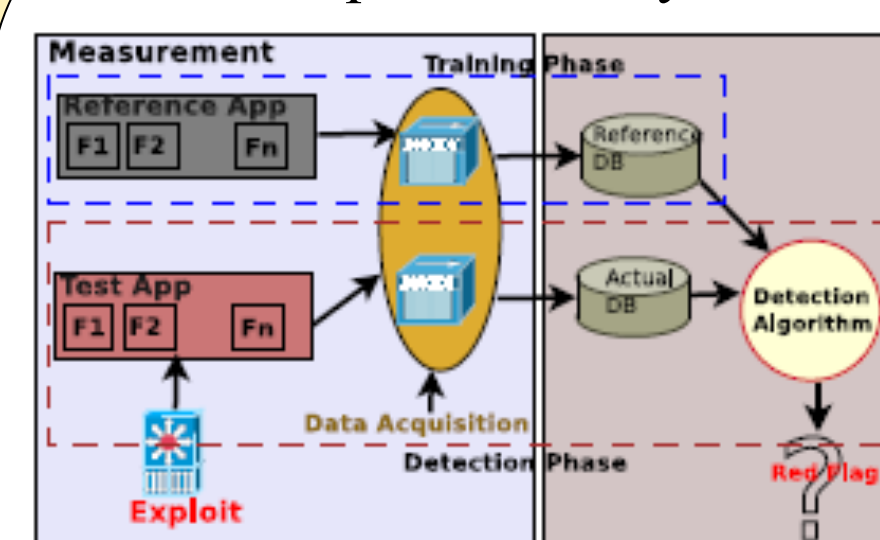 Measurement
Training Phase
Reference App
F1 F2 Fn
Reference
DB
Test App
F1 F2 Fn
Actual
DB
Detection
Algorithm
Data Acquisition
Detection Phase
Red Flag
?
Exploit